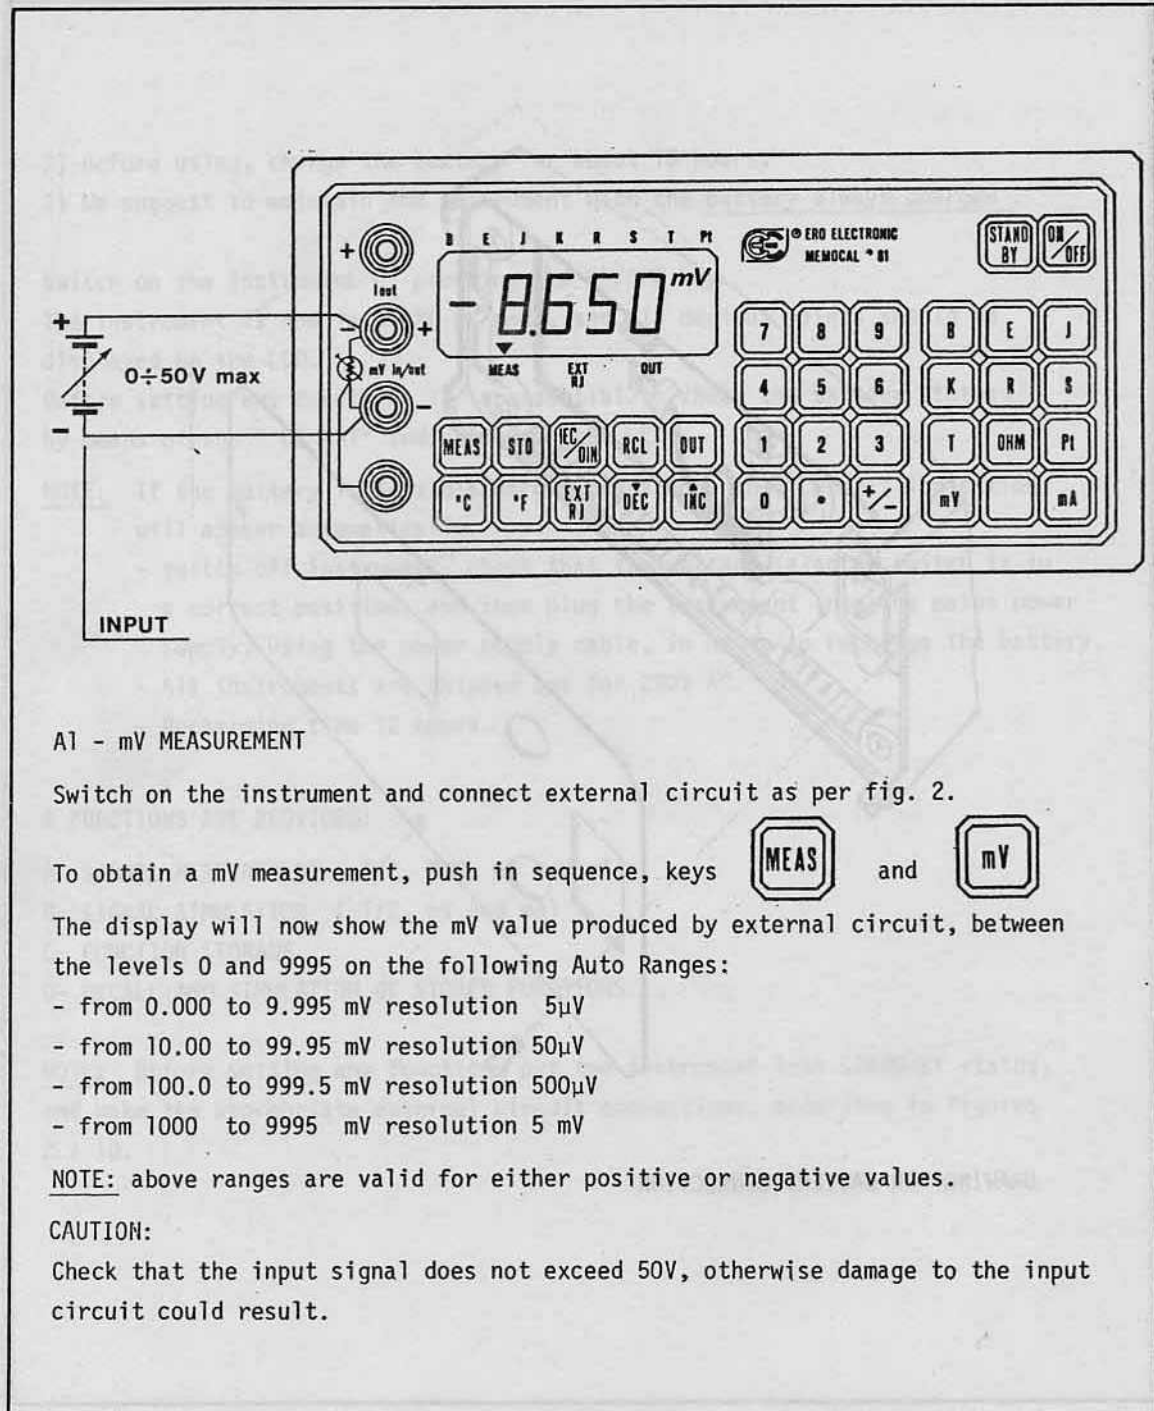 B E J K R S T Pt
® ERO ELECTRONIC
MEMOCAL * 81
STAND BY
ON/OFF
+
Iout
-
+
mV In/out
-
- 8.650 mV
MEAS
EXT RJ
OUT
+
0÷50 V max
-
INPUT
7 8 9 B E J
4 5 6 K R S
MEAS STO IEC/DIN RCL OUT 1 2 3 T OHM Pt
°C °F EXT RJ DEC INC 0 • +/- mV mA
A1 - mV MEASUREMENT
Switch on the instrument and connect external circuit as per fig. 2.
To obtain a mV measurement, push in sequence, keys MEAS and mV
The display will now show the mV value produced by external circuit, between
the levels 0 and 9995 on the following Auto Ranges:
- from 0.000 to 9.995 mV resolution 5µV
- from 10.00 to 99.95 mV resolution 50µV
- from 100.0 to 999.5 mV resolution 500µV
- from 1000 to 9995 mV resolution 5 mV
NOTE: above ranges are valid for either positive or negative values.
CAUTION:
Check that the input signal does not exceed 50V, otherwise damage to the input
circuit could result.